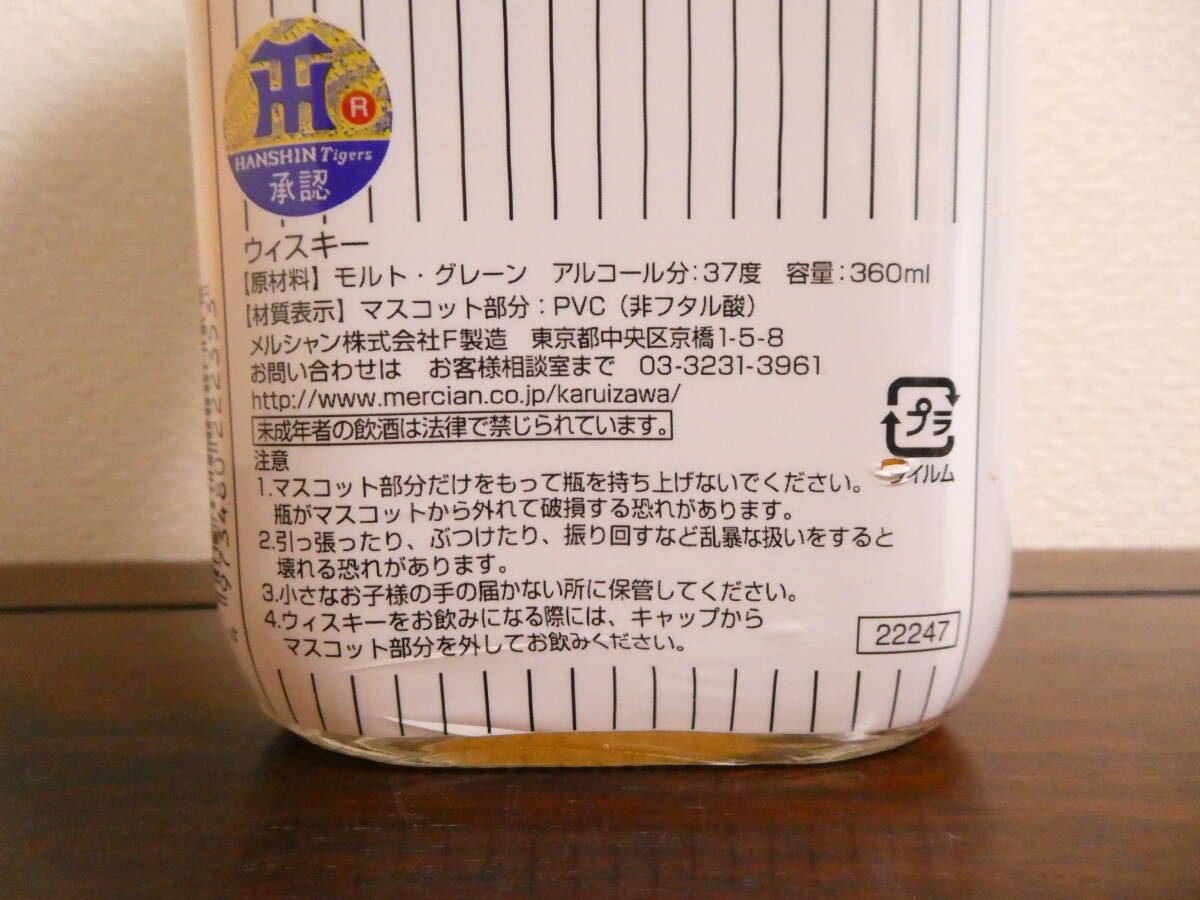 R
HANSHIN Tigers
承認
ウィスキー
【原材料】モルト・グレーン アルコール分:37度 容量:360ml
【材質表示】マスコット部分:PVC(非フタル酸)
メルシャン株式会社F製造 東京都中央区京橋1-5-8
お問い合わせは お客様相談室まで 03-3231-3961
http://www.mercian.co.jp/karuizawa/
未成年者の飲酒は法律で禁じられています。
プラ
フィルム
注意
1.マスコット部分だけをもって瓶を持ち上げないでください。
瓶がマスコットから外れて破損する恐れがあります。
2.引っ張ったり、ぶつけたり、振り回すなど乱暴な扱いをすると
壊れる恐れがあります。
3.小さなお子様の手の届かない所に保管してください。
4.ウィスキーをお飲みになる際には、キャップから
マスコット部分を外してお飲みください。
22247